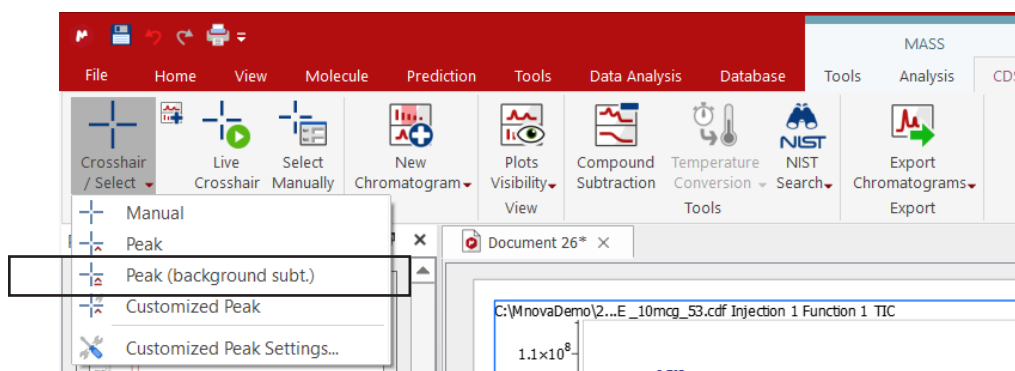 MASS
File Home View Molecule Prediction Tools Data Analysis Database Tools Analysis CDS
Crosshair / Select
Live Crosshair
Select Manually
New Chromatogram
Plots Visibility
Compound Subtraction
Temperature Conversion
NIST
NIST Search
Export Chromatograms
View Tools Export
Manual
Peak
Peak (background subt.)
Customized Peak
Customized Peak Settings...
Document 26*
C:\MnovaDemo\2...E _10mcg_53.cdf Injection 1 Function 1 TIC
1.1×10⁸